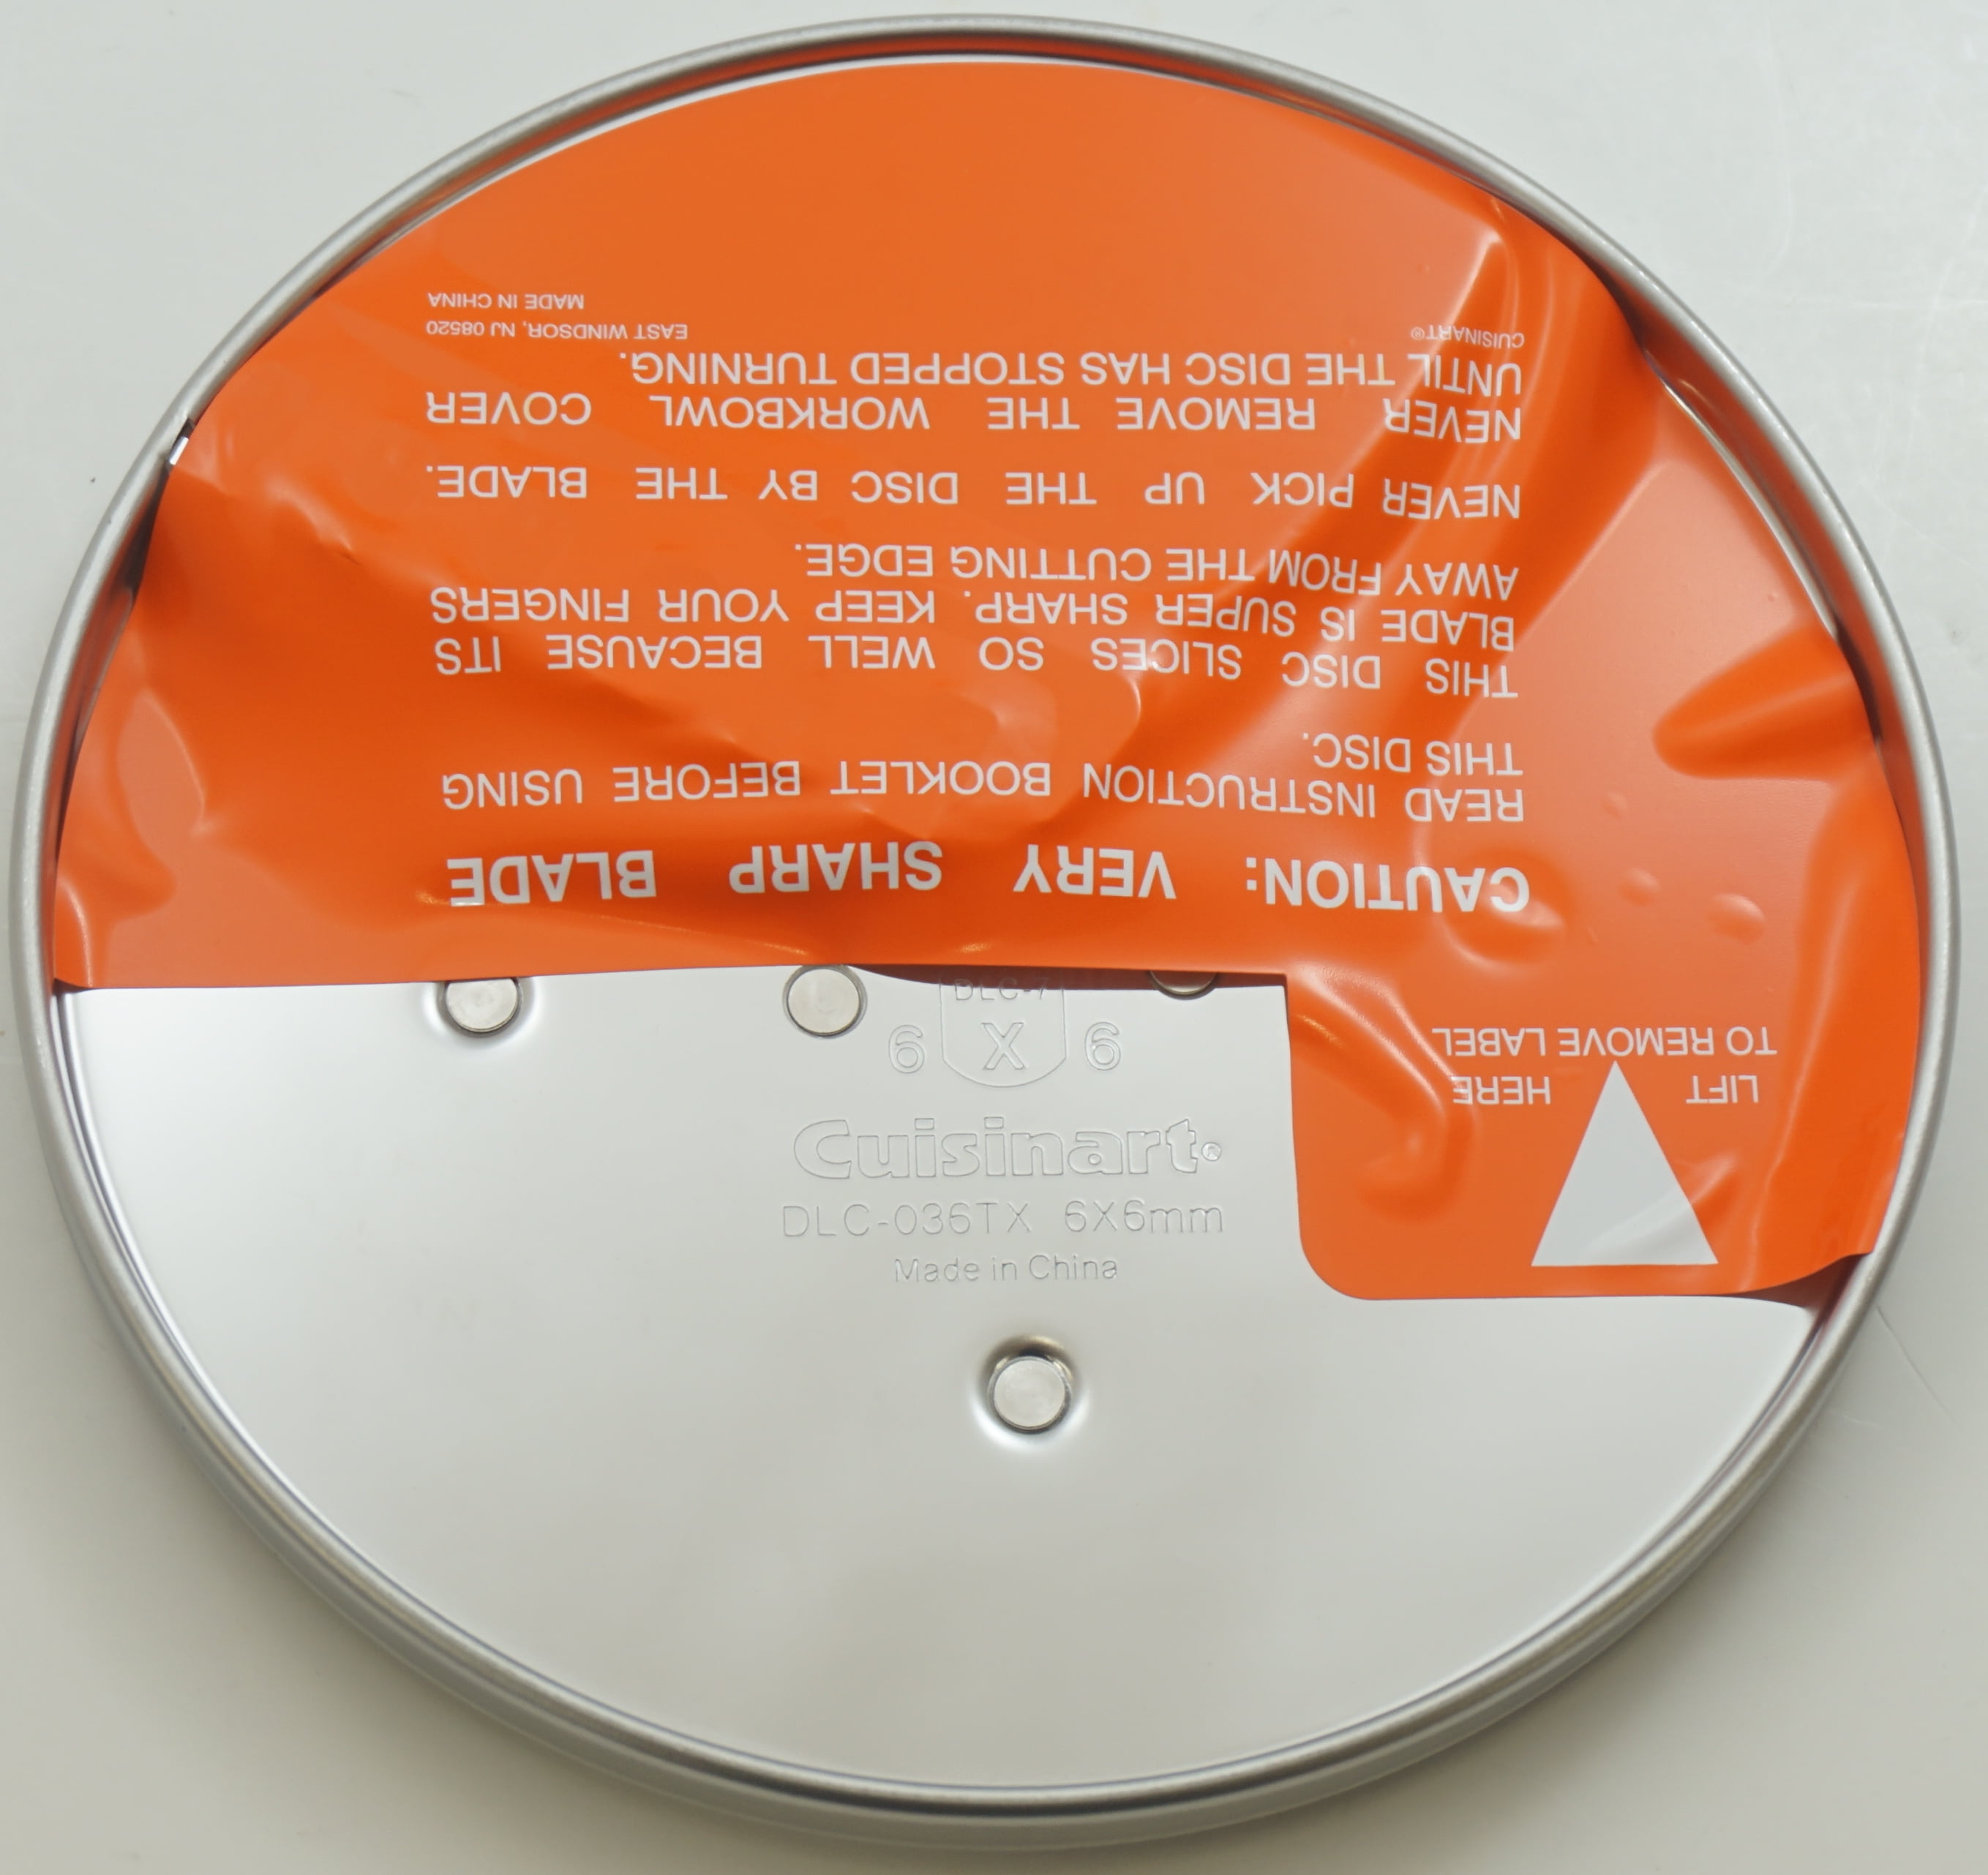 CAUTION: VERY SHARP BLADE
READ INSTRUCTION BOOKLET BEFORE USING
THIS DISC.
THIS DISC SLICES SO WELL BECAUSE ITS
BLADE IS SUPER SHARP. KEEP YOUR FINGERS
AWAY FROM THE CUTTING EDGE.
NEVER PICK UP THE DISC BY THE BLADE.
NEVER REMOVE THE WORKBOWL COVER
UNTIL THE DISC HAS STOPPED TURNING.
CUISINART® EAST WINDSOR, NJ 08520
MADE IN CHINA
LIFT HERE
TO REMOVE LABEL
DLC-7
6 X 6
Cuisinart®
DLC-036TX 6X6mm
Made in China